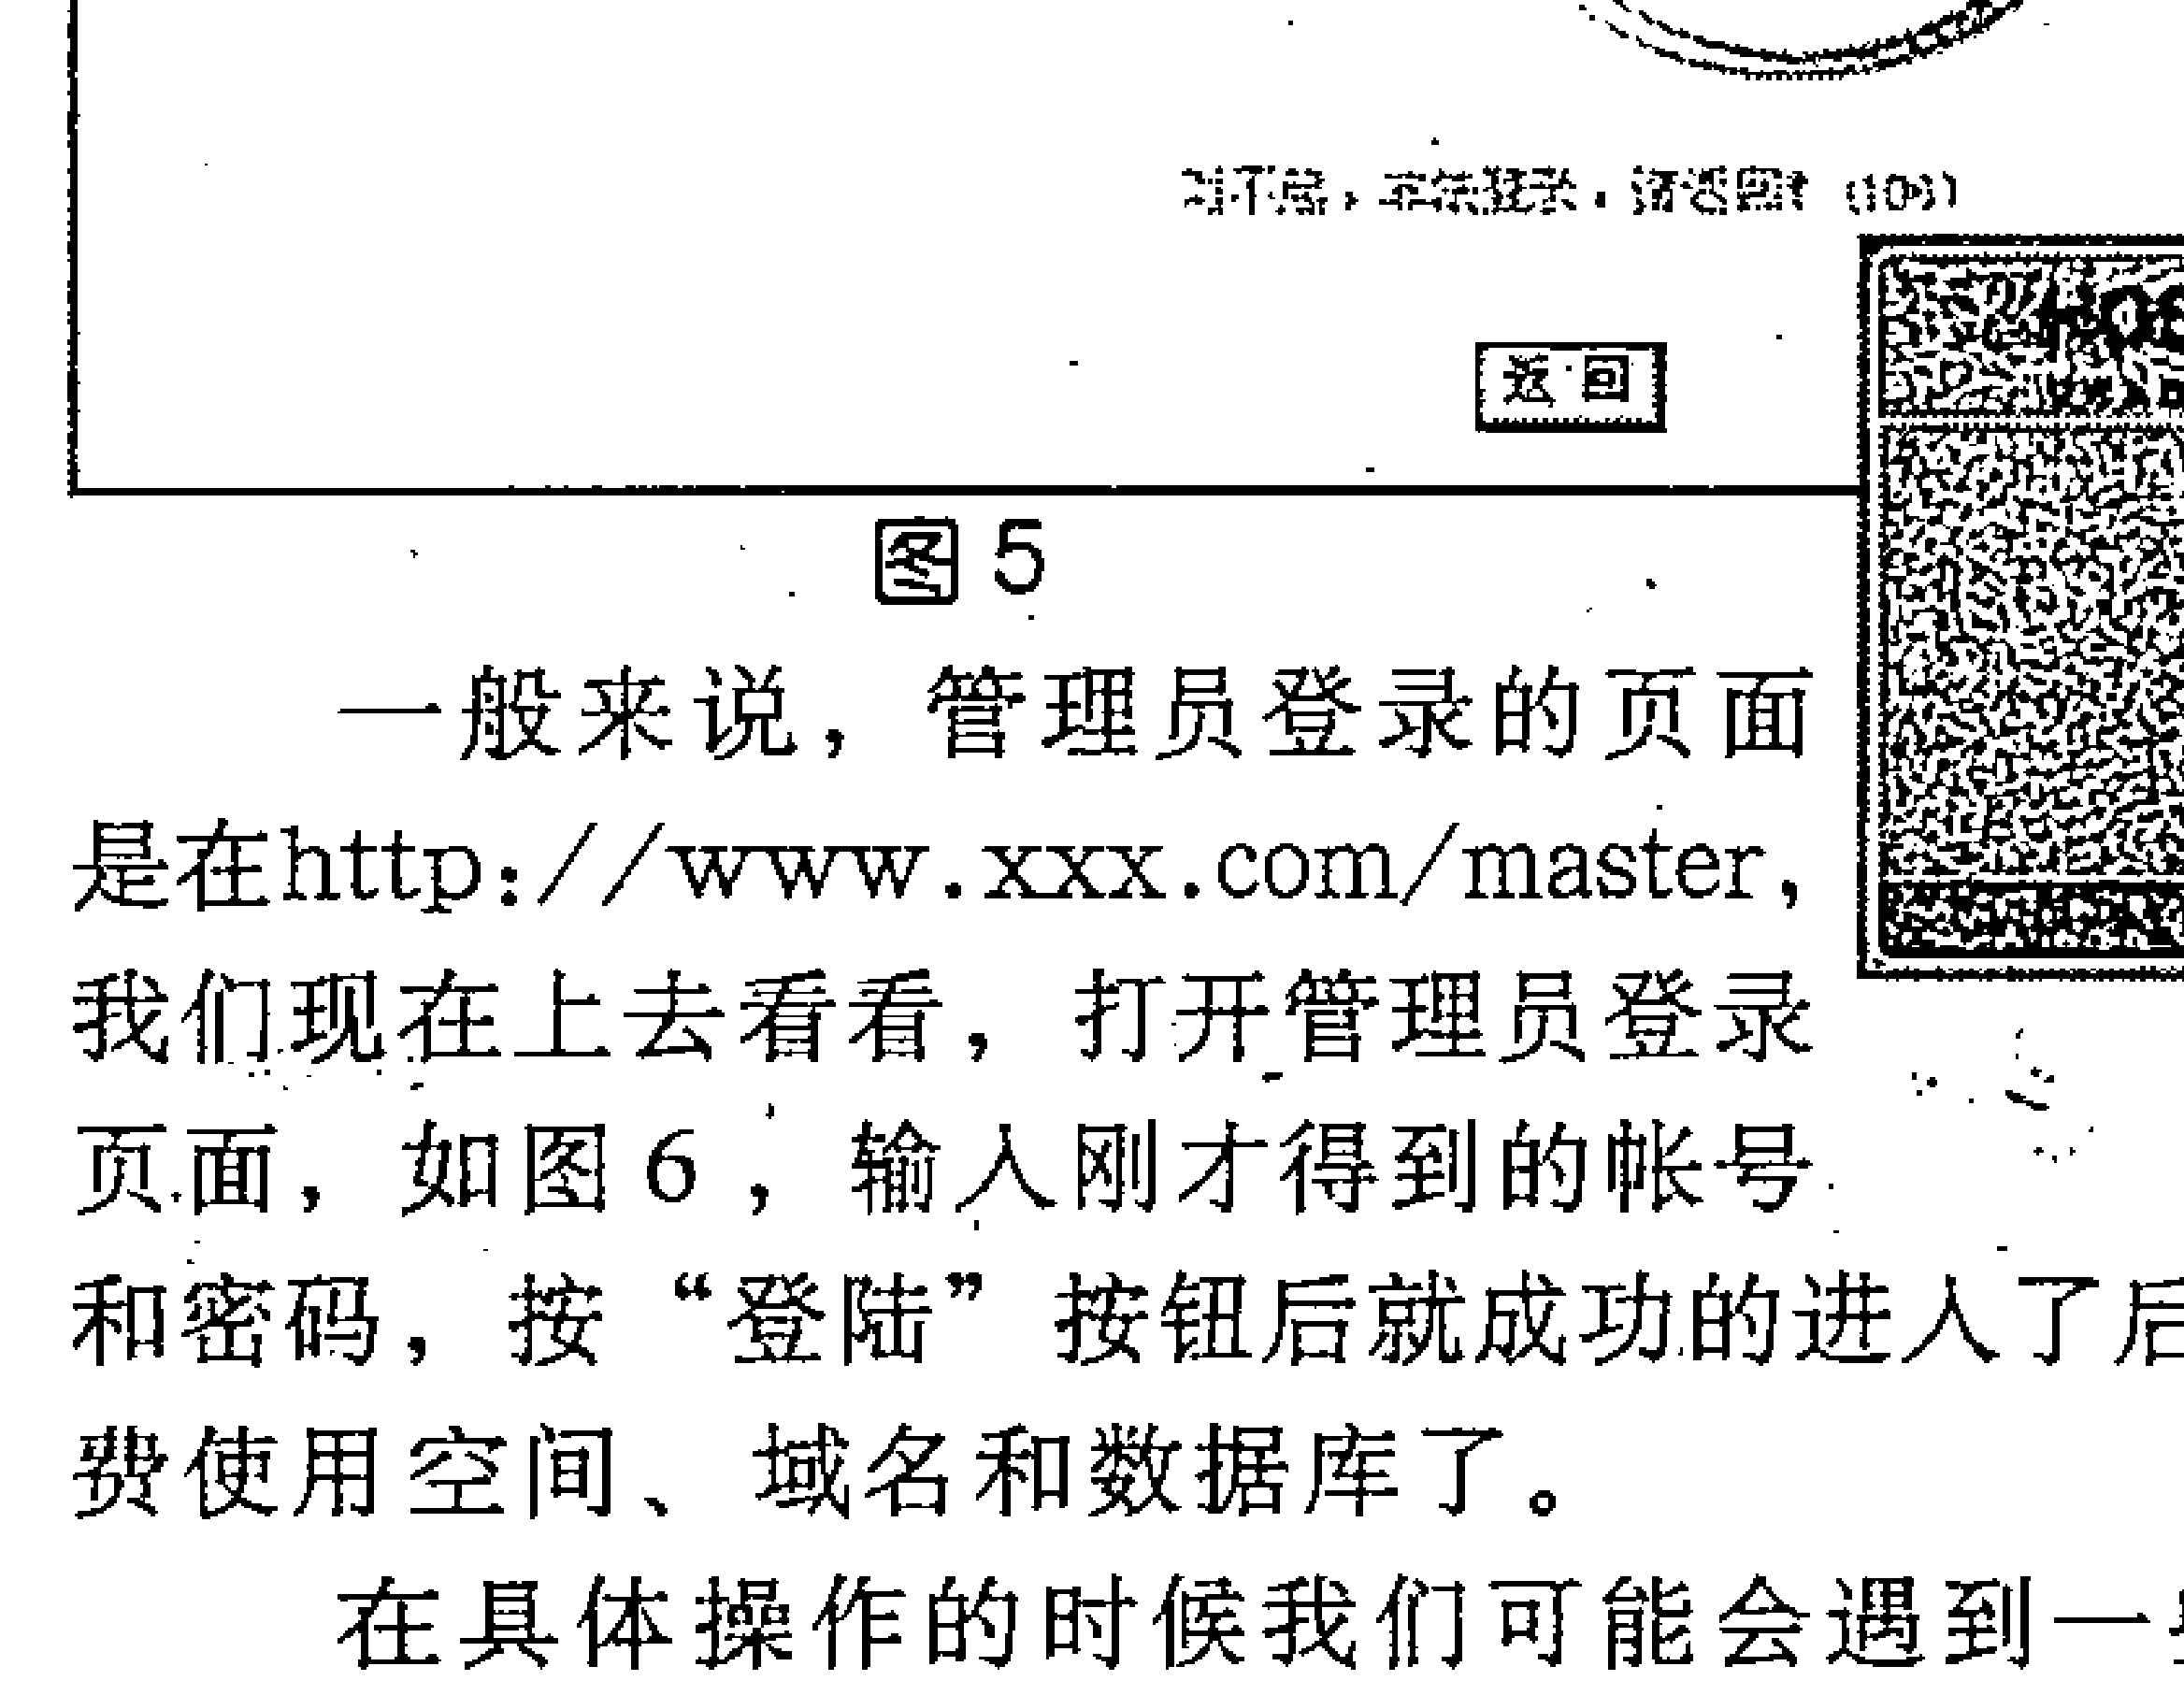 返回
图 5
一般来说，管理员登录的页面
是在http://www.xxx.com/master，
我们现在上去看看，打开管理员登录
页面，如图 6 ，输入刚才得到的帐号
和密码，按“登陆”按钮后就成功的进入了后
费使用空间、域名和数据库了。
在具体操作的时候我们可能会遇到一